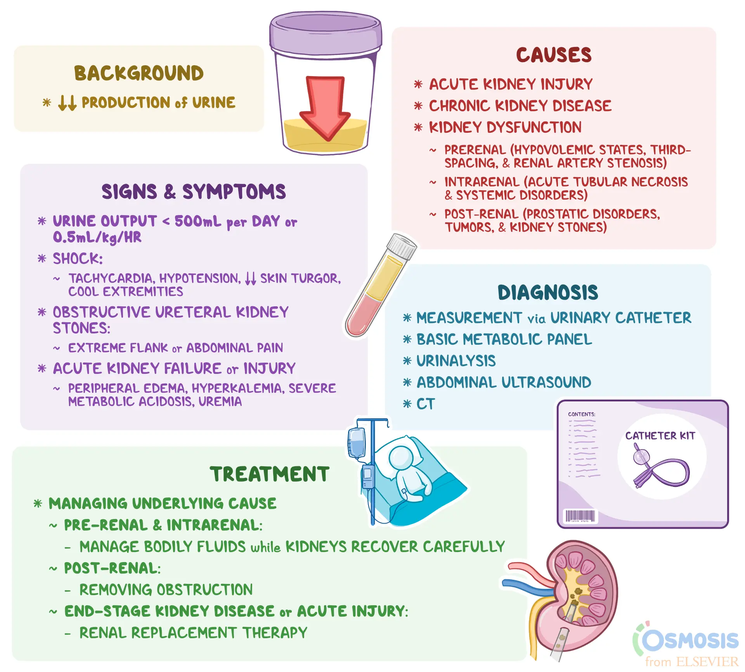 BACKGROUND
* ↓↓ PRODUCTION of URINE
CAUSES
* ACUTE KIDNEY INJURY
* CHRONIC KIDNEY DISEASE
* KIDNEY DYSFUNCTION
~ PRERENAL (HYPOVOLEMIC STATES, THIRD-
SPACING, & RENAL ARTERY STENOSIS)
~ INTRARENAL (ACUTE TUBULAR NECROSIS
& SYSTEMIC DISORDERS)
~ POST-RENAL (PROSTATIC DISORDERS,
TUMORS, & KIDNEY STONES)
SIGNS & SYMPTOMS
* URINE OUTPUT < 500mL per DAY or
0.5mL/kg/HR
* SHOCK:
~ TACHYCARDIA, HYPOTENSION, ↓↓ SKIN TURGOR,
COOL EXTREMITIES
* OBSTRUCTIVE URETERAL KIDNEY
STONES:
~ EXTREME FLANK or ABDOMINAL PAIN
* ACUTE KIDNEY FAILURE or INJURY
~ PERIPHERAL EDEMA, HYPERKALEMIA, SEVERE
METABOLIC ACIDOSIS, UREMIA
DIAGNOSIS
* MEASUREMENT via URINARY CATHETER
* BASIC METABOLIC PANEL
* URINALYSIS
* ABDOMINAL ULTRASOUND
* CT
CONTENTS:
CATHETER KIT
TREATMENT
* MANAGING UNDERLYING CAUSE
~ PRE-RENAL & INTRARENAL:
- MANAGE BODILY FLUIDS while KIDNEYS RECOVER CAREFULLY
~ POST-RENAL:
- REMOVING OBSTRUCTION
~ END-STAGE KIDNEY DISEASE or ACUTE INJURY:
- RENAL REPLACEMENT THERAPY
OSMOSIS
from ELSEVIER